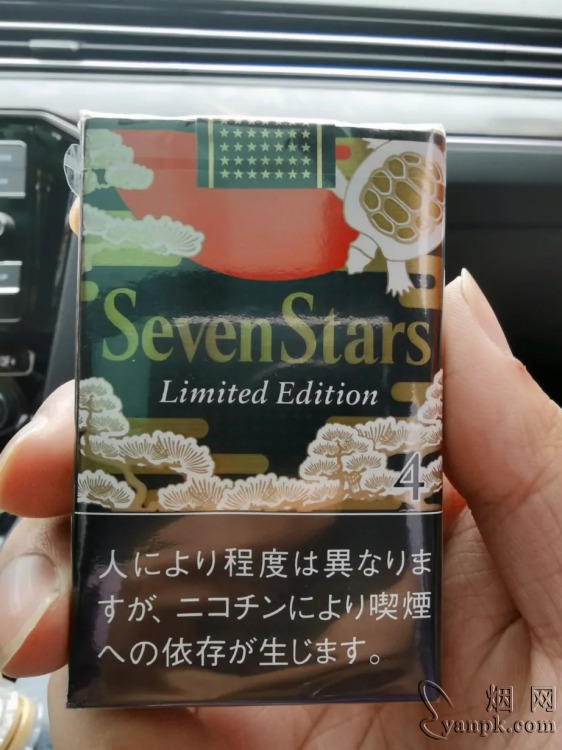 Seven Stars
Limited Edition
4
人により程度は異なりま
すが、ニコチンにより喫煙
への依存が生じます。
烟网
yanpk.com